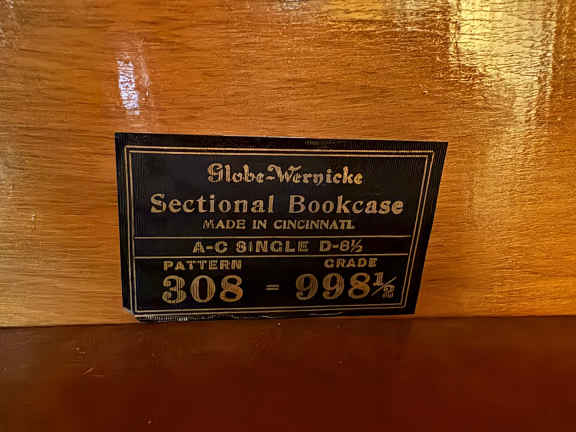 Globe-Wernicke
Sectional Bookcase
MADE IN CINCINNATI.
A-C SINGLE D-8½
PATTERN GRADE
308 - 998½